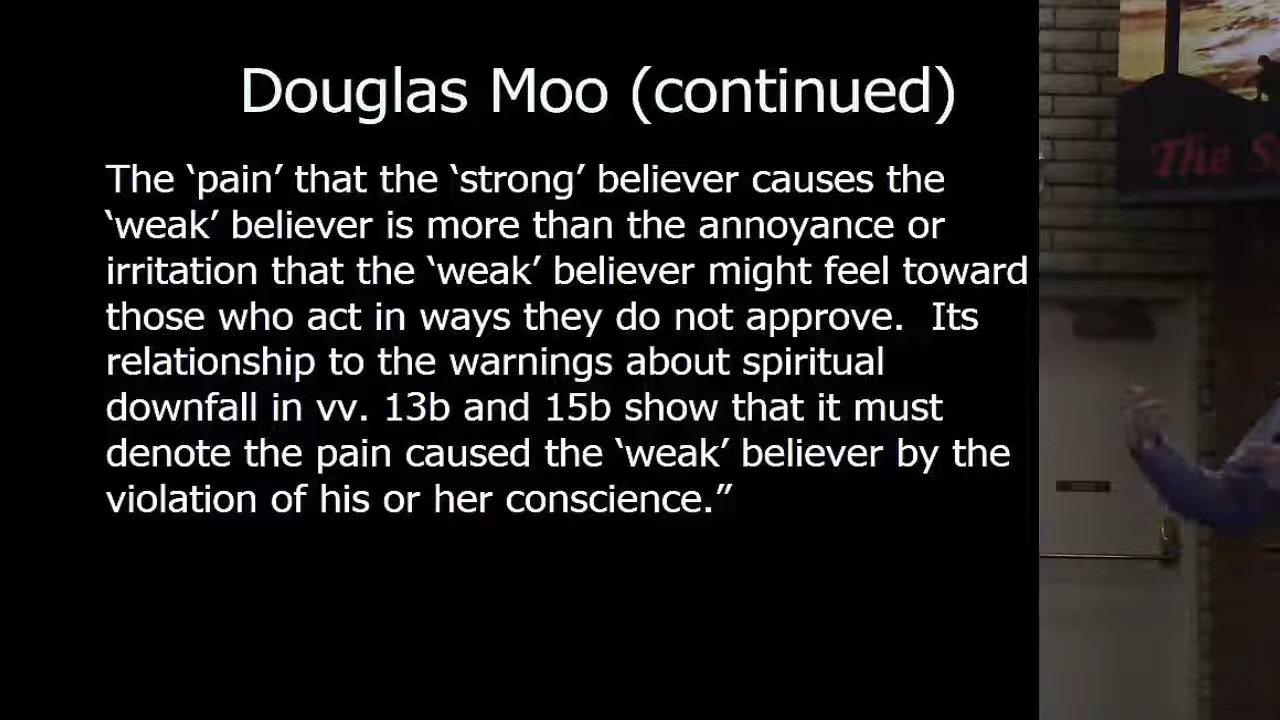 Douglas Moo (continued)
The ‘pain’ that the ‘strong’ believer causes the
‘weak’ believer is more than the annoyance or
irritation that the ‘weak’ believer might feel toward
those who act in ways they do not approve.  Its
relationship to the warnings about spiritual
downfall in vv. 13b and 15b show that it must
denote the pain caused the ‘weak’ believer by the
violation of his or her conscience.”
The S